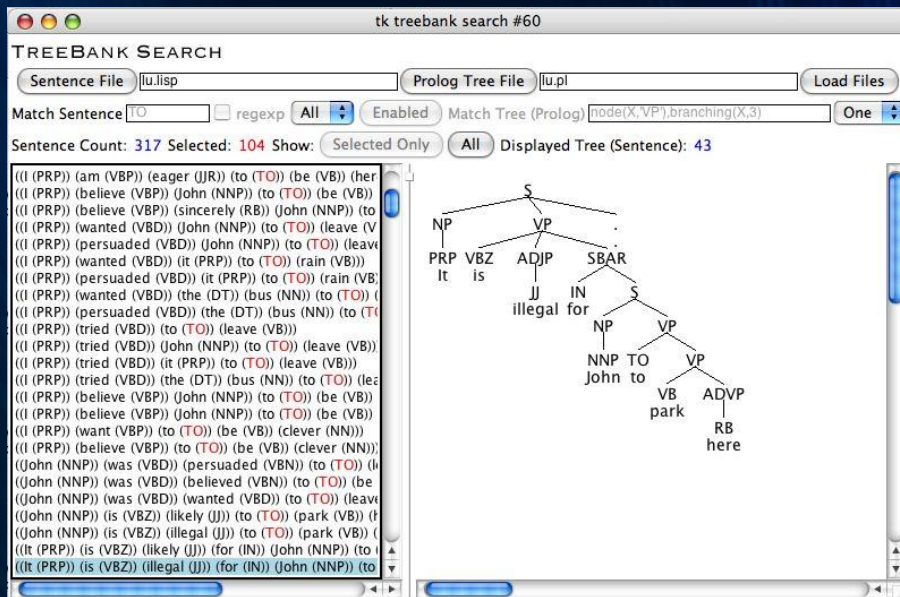 tk treebank search #60
TREEBANK SEARCH
Sentence File lu.lisp Prolog Tree File lu.pl Load Files
Match Sentence TO regexp All Enabled Match Tree (Prolog) node(X,'VP'),branching(X,3) One
Sentence Count: 317 Selected: 104 Show: Selected Only All Displayed Tree (Sentence): 43
((I (PRP)) (am (VBP)) (eager (JJR)) (to (TO)) (be (VB)) (her
((I (PRP)) (believe (VBP)) (John (NNP)) (to (TO)) (be (VB))
((I (PRP)) (believe (VBP)) (sincerely (RB)) (John (NNP)) (to
((I (PRP)) (wanted (VBD)) (John (NNP)) (to (TO)) (leave (V
((I (PRP)) (persuaded (VBD)) (John (NNP)) (to (TO)) (leave
((I (PRP)) (wanted (VBD)) (it (PRP)) (to (TO)) (rain (VB)))
((I (PRP)) (persuaded (VBD)) (it (PRP)) (to (TO)) (rain (VB
((I (PRP)) (wanted (VBD)) (the (DT)) (bus (NN)) (to (TO)) (
((I (PRP)) (persuaded (VBD)) (the (DT)) (bus (NN)) (to (T
((I (PRP)) (tried (VBD)) (to (TO)) (leave (VB)))
((I (PRP)) (tried (VBD)) (John (NNP)) (to (TO)) (leave (VB))
((I (PRP)) (tried (VBD)) (it (PRP)) (to (TO)) (leave (VB)))
((I (PRP)) (tried (VBD)) (the (DT)) (bus (NN)) (to (TO)) (lea
((I (PRP)) (believe (VBP)) (John (NNP)) (to (TO)) (be (VB))
((I (PRP)) (believe (VBP)) (John (NNP)) (to (TO)) (be (VB))
((I (PRP)) (want (VBP)) (to (TO)) (be (VB)) (clever (NN)))
((I (PRP)) (believe (VBP)) (to (TO)) (be (VB)) (clever (NN)))
((John (NNP)) (was (VBD)) (persuaded (VBN)) (to (TO)) (l
((John (NNP)) (was (VBD)) (believed (VBN)) (to (TO)) (be
((John (NNP)) (was (VBD)) (wanted (VBD)) (to (TO)) (leave
((John (NNP)) (is (VBZ)) (likely (JJ)) (to (TO)) (park (VB)) (h
((John (NNP)) (is (VBZ)) (illegal (JJ)) (to (TO)) (park (VB)) (
((It (PRP)) (is (VBZ)) (likely (JJ)) (for (IN)) (John (NNP)) (to (
((It (PRP)) (is (VBZ)) (illegal (JJ)) (for (IN)) (John (NNP)) (to
S
NP VP .
.
PRP VBZ ADJP SBAR
It is
JJ IN S
illegal for
NP VP
NNP TO VP
John to
VB ADVP
park
RB
here